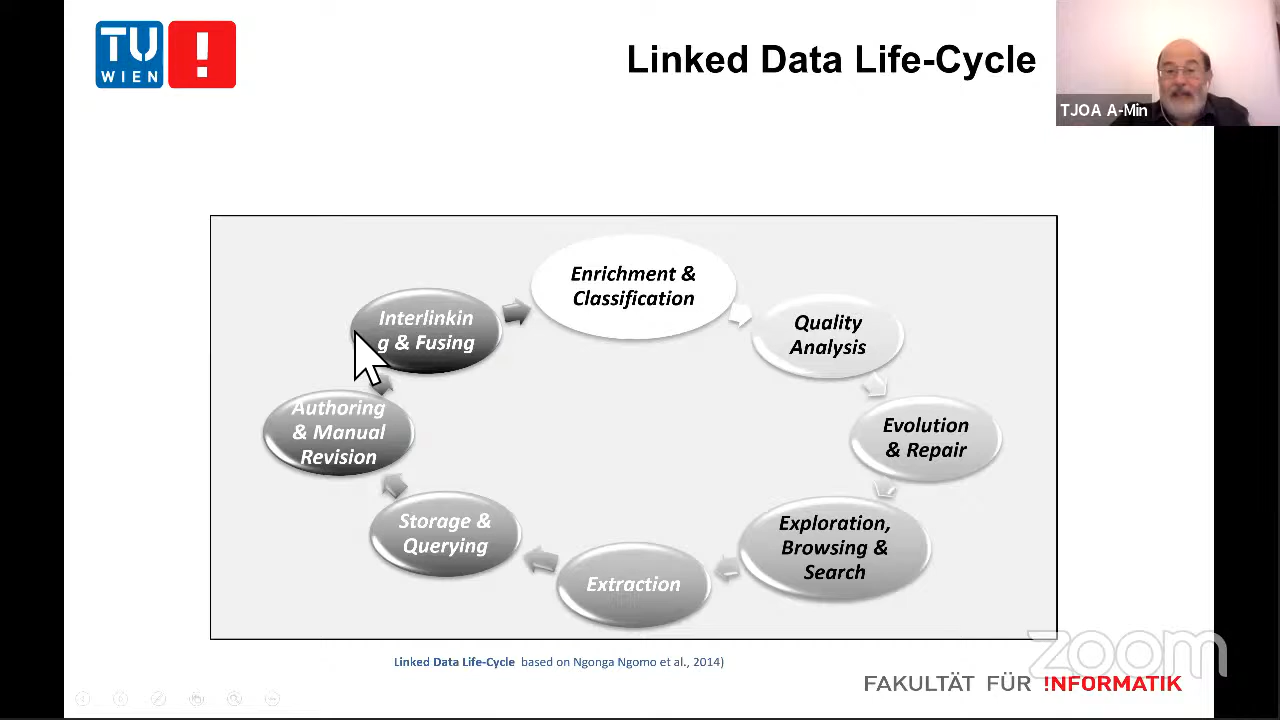 TU
WIEN
!
Linked Data Life-Cycle
TJOA A-Min
Enrichment &
Classification
Interlinkin
g & Fusing
Quality
Analysis
Authoring
& Manual
Revision
Evolution
& Repair
Storage &
Querying
Exploration,
Browsing &
Search
Extraction
Linked Data Life-Cycle based on Ngonga Ngomo et al., 2014)
zoom
FAKULTÄT FÜR !NFORMATIK